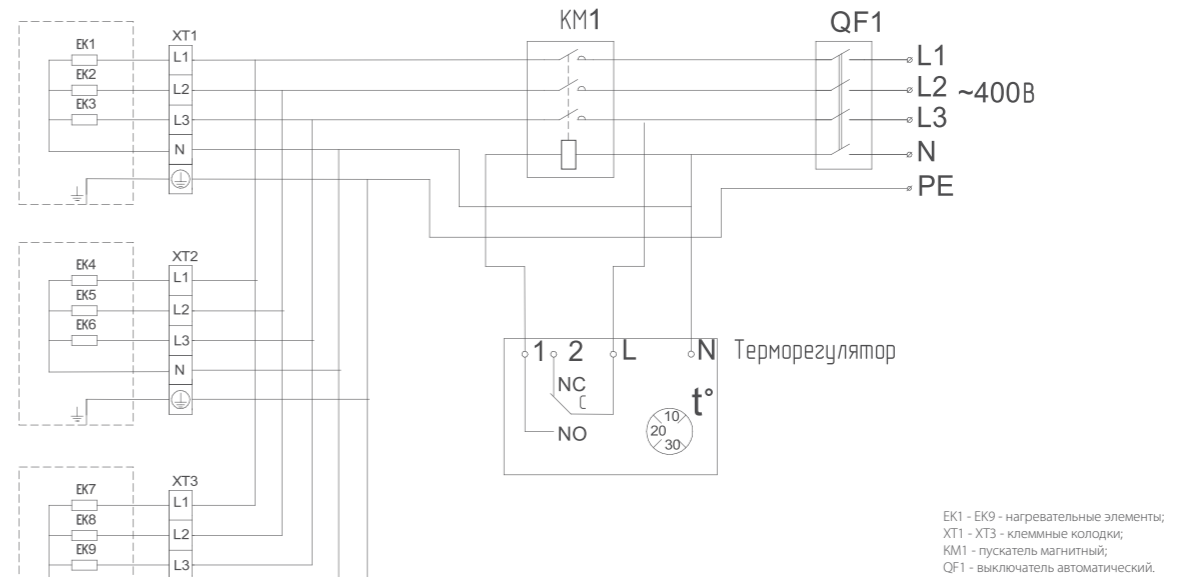 KM1
QF1
EK1
XT1
L1
L1
EK2
L2
L2 ~400В
EK3
L3
L3
N
N
PE
EK4
XT2
L1
EK5
L2
EK6
L3
N
1 2 L N Терморегулятор
NC
C
t°
10
20
30
NO
EK7
XT3
L1
EK8
L2
EK9
L3
EK1 - EK9 - нагревательные элементы;
XT1 - XT3 - клеммные колодки;
KM1 - пускатель магнитный;
QF1 - выключатель автоматический.